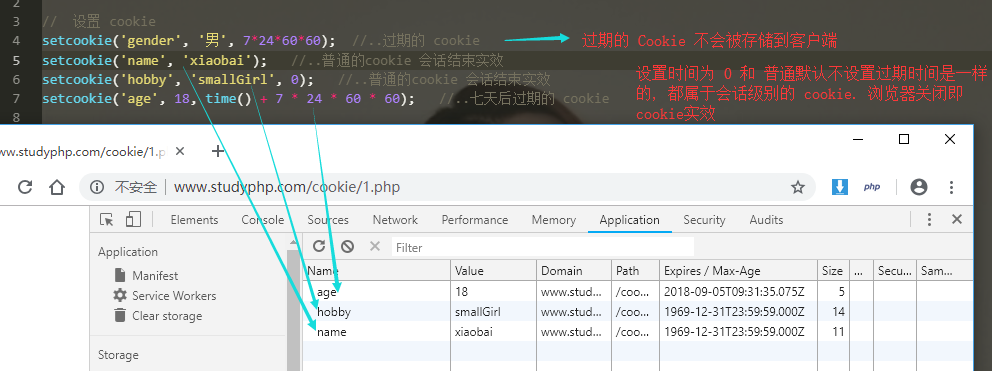 2
3 // 设置 cookie
4 setcookie('gender', '男', 7*24*60*60); //..过期的 cookie
过期的 Cookie 不会被存储到客户端
5 setcookie('name', 'xiaobai'); //..普通的cookie 会话结束实效
6 setcookie('hobby', 'smallGirl', 0); //..普通的cookie 会话结束实效
7 setcookie('age', 18, time() + 7 * 24 * 60 * 60); //..七天后过期的 cookie
设置时间为 0 和 普通默认不设置过期时间是一样
的, 都属于会话级别的 cookie. 浏览器关闭即
cookie实效
8
www.studyphp.com/cookie/1.p
不安全 | www.studyphp.com/cookie/1.php
php
Elements Console Sources Network Performance Memory Application Security Audits
Application
Manifest
Service Workers
Clear storage
Storage
Filter
Name Value Domain Path Expires / Max-Age Size ... Secu... Sam...
age 18 www.stud... /coo... 2018-09-05T09:31:35.075Z 5
hobby smallGirl www.stud... /coo... 1969-12-31T23:59:59.000Z 14
name xiaobai www.stud... /coo... 1969-12-31T23:59:59.000Z 11